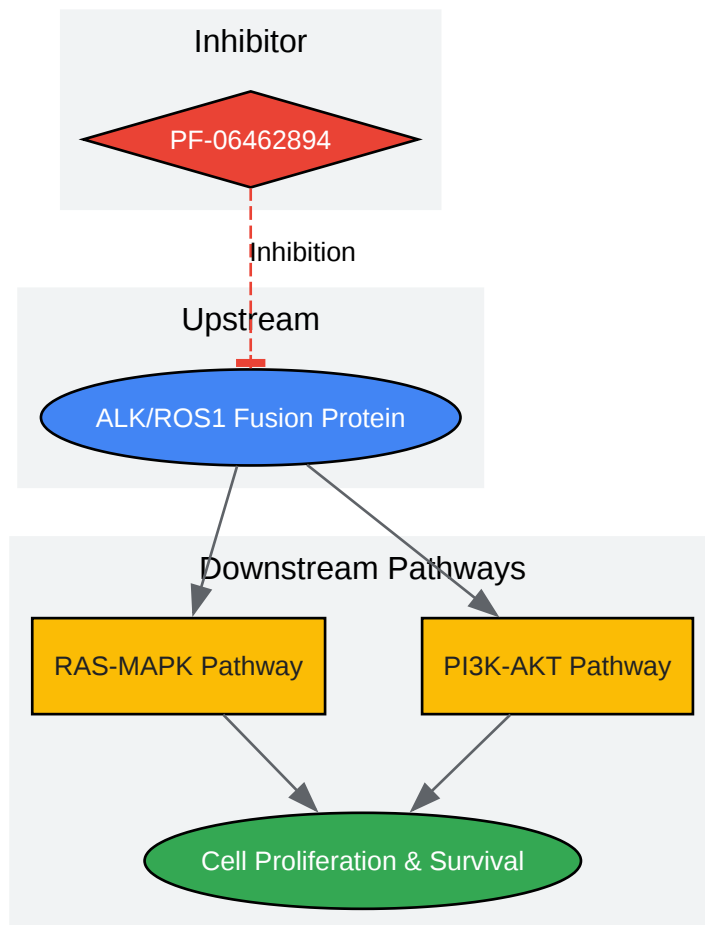 Inhibitor
PF-06462894
Inhibition
Upstream
ALK/ROS1 Fusion Protein
Downstream Pathways
RAS-MAPK Pathway
PI3K-AKT Pathway
Cell Proliferation & Survival